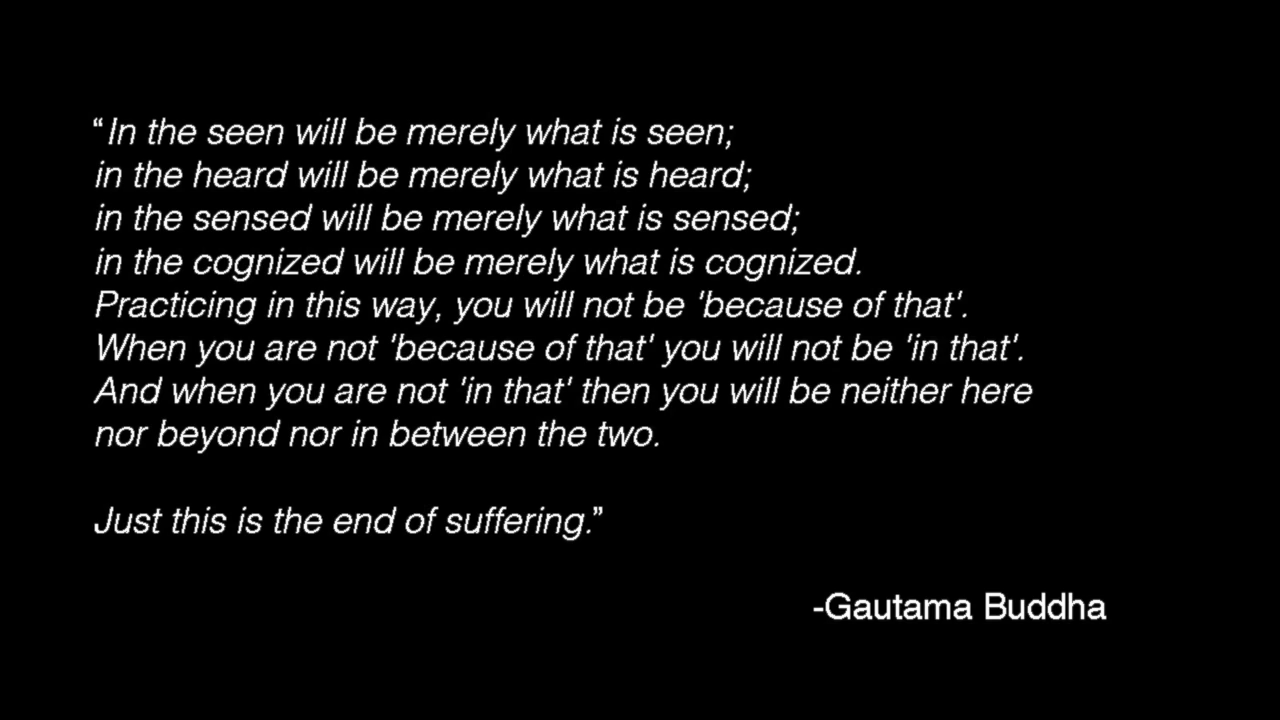 “In the seen will be merely what is seen;
in the heard will be merely what is heard;
in the sensed will be merely what is sensed;
in the cognized will be merely what is cognized.
Practicing in this way, you will not be 'because of that'.
When you are not 'because of that' you will not be 'in that'.
And when you are not 'in that' then you will be neither here
nor beyond nor in between the two.
Just this is the end of suffering.”
-Gautama Buddha